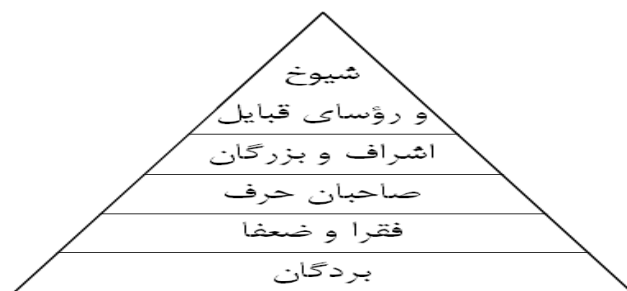 شیوخ
و رؤسای قبایل
اشراف و بزرگان
صاحبان حرف
فقرا و ضعفا
بردگان